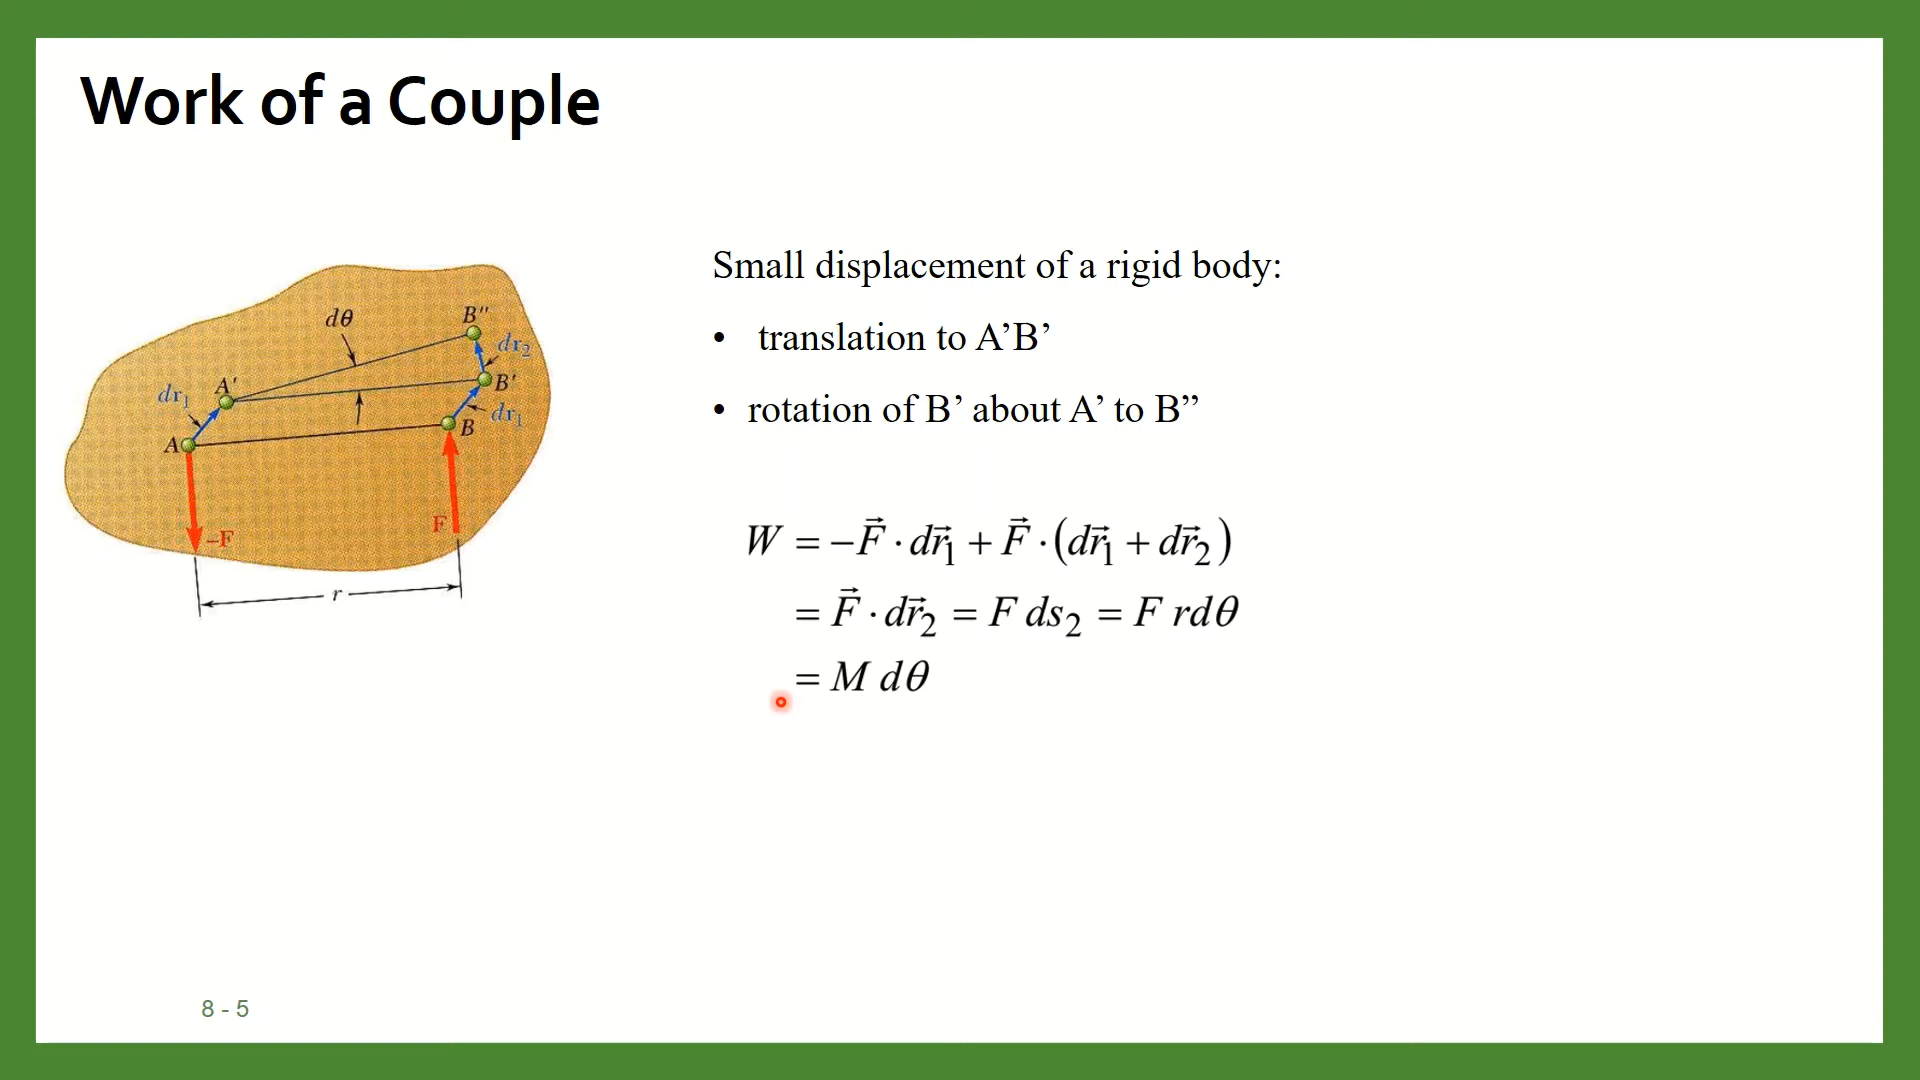 Work of a Couple
Small displacement of a rigid body:
• translation to A’B’
• rotation of B’ about A’ to B”
dθ
B"
dr₂
dr₁
A'
B'
dr₁
A
B
–F
F
r
W = −F⃗ · dr⃗₁ + F⃗ · (dr⃗₁ + dr⃗₂)
= F⃗ · dr⃗₂ = F ds₂ = F rdθ
= M dθ
8 - 5